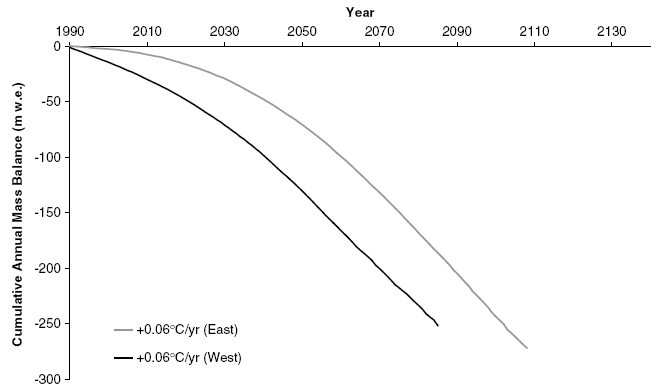 Year
1990 2010 2030 2050 2070 2090 2110 2130
0
-50
-100
-150
-200
-250
-300
Cumulative Annual Mass Balance (m w.e.)
+0.06°C/yr (East)
+0.06°C/yr (West)